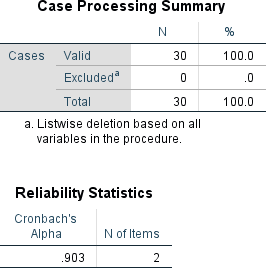 Case Processing Summary
N %
Cases Valid 30 100.0
Excludedᵃ 0 .0
Total 30 100.0
a. Listwise deletion based on all
variables in the procedure.
Reliability Statistics
Cronbach's
Alpha N of Items
.903 2